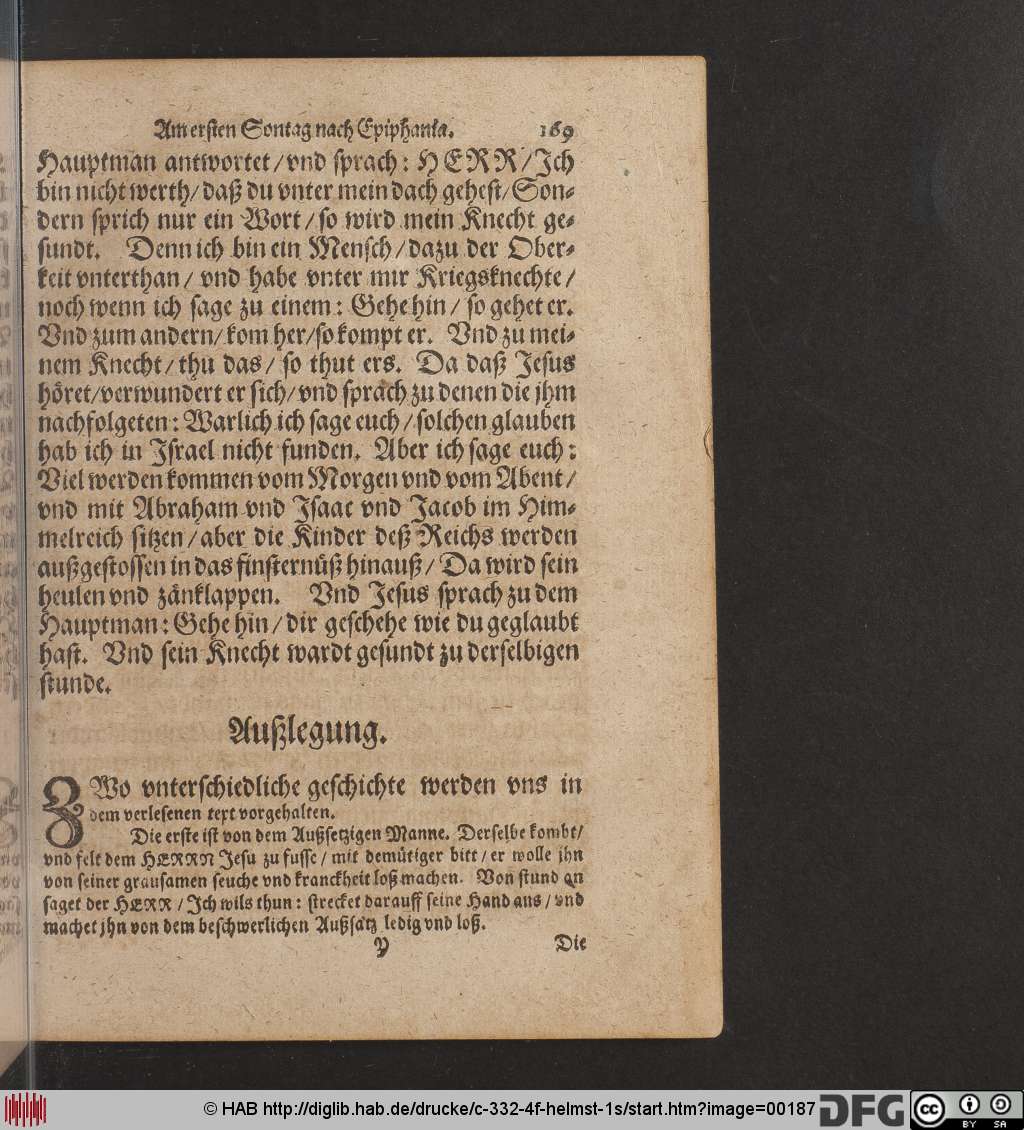 Am ersten Sontag nach Epiphania. 169
Hauptman antwortet/ vnd sprach: HERR/ Ich
bin nicht werth/ daß du vnter mein dach gehest/ Son-
dern sprich nur ein Wort/ so wird mein Knecht ge-
sundt. Denn ich bin ein Mensch/ dazu der Ober-
keit vnterthan/ vnd habe vnter mir Kriegsknechte/
noch wenn ich sage zu einem: Gehe hin/ so gehet er.
Vnd zum andern/ kom her/ so kompt er. Vnd zu mei-
nem Knecht/ thu das/ so thut ers. Da daß Jesus
höret/ verwundert er sich/ vnd sprach zu denen die jhm
nachfolgeten: Warlich ich sage euch/ solchen glauben
hab ich in Israel nicht funden. Aber ich sage euch:
Viel werden kommen vom Morgen vnd vom Abent/
vnd mit Abraham vnd Isaac vnd Jacob im Him-
melreich sitzen/ aber die Kinder deß Reichs werden
außgestossen in das finsternüß hinauß/ Da wird sein
heulen vnd zänklappen. Vnd Jesus sprach zu dem
Hauptman: Gehe hin/ dir geschehe wie du geglaubt
hast. Vnd sein Knecht wardt gesundt zu derselbigen
stunde.
Außlegung.
ZWo vnterschiedliche geschichte werden vns in
dem verlesenen text vorgehalten.
Die erste ist von dem Außsetzigen Manne. Derselbe kombt/
vnd felt dem HERRN Jesu zu fusse/ mit demütiger bitt/ er wolle jhn
von seiner grausamen seuche vnd kranckheit loß machen. Von stund an
saget der HERR/ Ich wils thun: strecket darauff seine Hand aus/ vnd
machet jhn von dem beschwerlichen Außsatz ledig vnd loß.
Y Die
© HAB http://diglib.hab.de/drucke/c-332-4f-helmst-1s/start.htm?image=00187 DFG cc BY SA